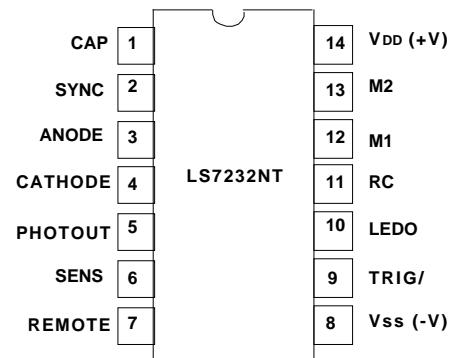 CAP 1 14 VDD (+V)
SYNC 2 13 M2
ANODE 3 12 M1
CATHODE 4 LS7232NT 11 RC
PHOTOUT 5 10 LEDO
SENS 6 9 TRIG/
REMOTE 7 8 Vss (-V)